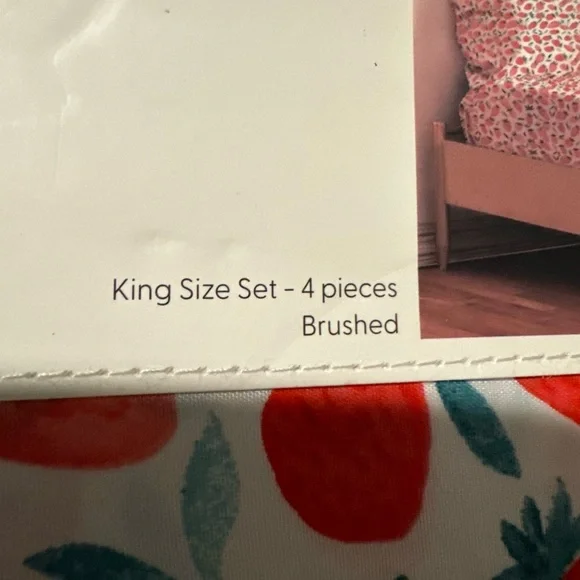 King Size Set - 4 pieces
Brushed